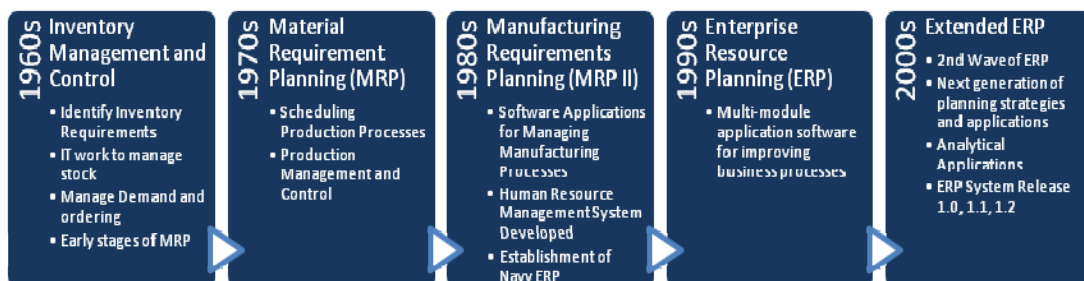 1960s
Inventory
Management and
Control
▪ Identify Inventory
Requirements
▪ IT work to manage
stock
▪ Manage Demand and
ordering
▪ Early stages of MRP
1970s
Material
Requirement
Planning (MRP)
▪ Scheduling
Production Processes
▪ Production
Management and
Control
1980s
Manufacturing
Requirements
Planning (MRP II)
▪ Software Applications
for Managing
Manufacturing
Processes
▪ Human Resource
Management System
Developed
▪ Establishment of
Navy ERP
1990s
Enterprise
Resource
Planning (ERP)
▪ Multi-module
application software
for improving
business processes
2000s
Extended ERP
▪ 2nd Wave of ERP
▪ Next generation of
planning strategies
and applications
▪ Analytical
Applications
▪ ERP System Release
1.0, 1.1, 1.2